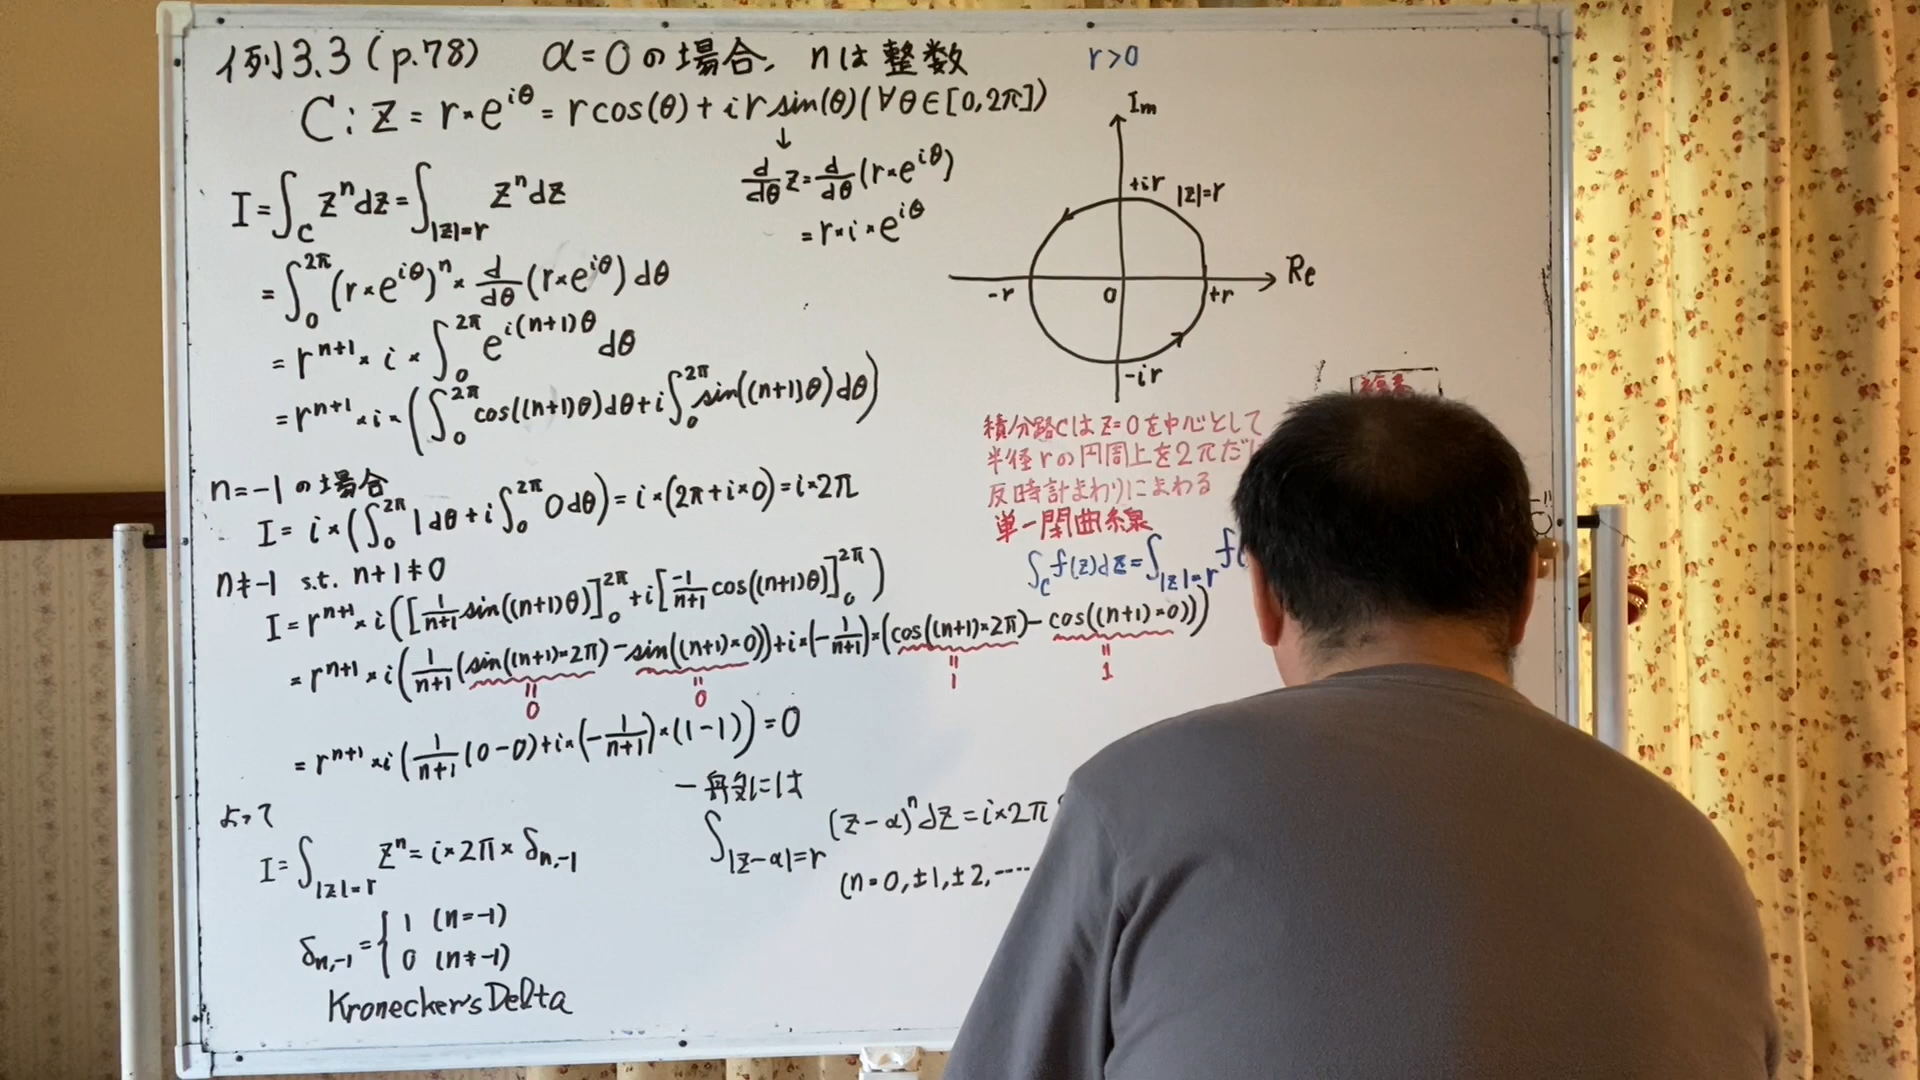 例3.3 (p.78) α=0の場合, nは整数
r>0
C: z = r×e^{iθ} = r cos(θ) + i r sin(θ) (∀θ∈[0,2π])
↓
d/dθ z = d/dθ (r×e^{iθ})
= r×i×e^{iθ}
I = ∫_C z^n dz = ∫_{|z|=r} z^n dz
= ∫_0^{2π} (r×e^{iθ})^n × d/dθ (r×e^{iθ}) dθ
= r^{n+1} × i × ∫_0^{2π} e^{i(n+1)θ} dθ
= r^{n+1} × i × (∫_0^{2π} cos((n+1)θ)dθ + i∫_0^{2π} sin((n+1)θ)dθ)
Im
+ir
|z|=r
-r
0
+r
Re
-ir
積分路Cはz=0を中心として
半径rの円周上を2πだけ
反時計まわりにまわる
単一閉曲線
∫_C f(z)dz = ∫_{|z|=r} f(
n=-1の場合
I = i×(∫_0^{2π} 1dθ + i∫_0^{2π} 0dθ) = i×(2π+i×0) = i×2π
n≠-1 s.t. n+1≠0
I = r^{n+1}×i([1/(n+1) sin((n+1)θ)]_0^{2π} + i[-1/(n+1) cos((n+1)θ)]_0^{2π})
= r^{n+1}×i(1/(n+1) (sin((n+1)×2π) - sin((n+1)×0)) + i×(-1/(n+1))×(cos((n+1)×2π) - cos((n+1)×0)))
= 0
= 0
= 1
= 1
= r^{n+1}×i(1/(n+1) (0-0) + i×(-1/(n+1))×(1-1)) = 0
よって
I = ∫_{|z|=r} z^n = i×2π×δ_{n,-1}
δ_{n,-1} = { 1 (n=-1)
0 (n≠-1)
Kronecker's Delta
一般には
∫_{|z-α|=r} (z-α)^n dz = i×2π
(n=0,±1,±2,----